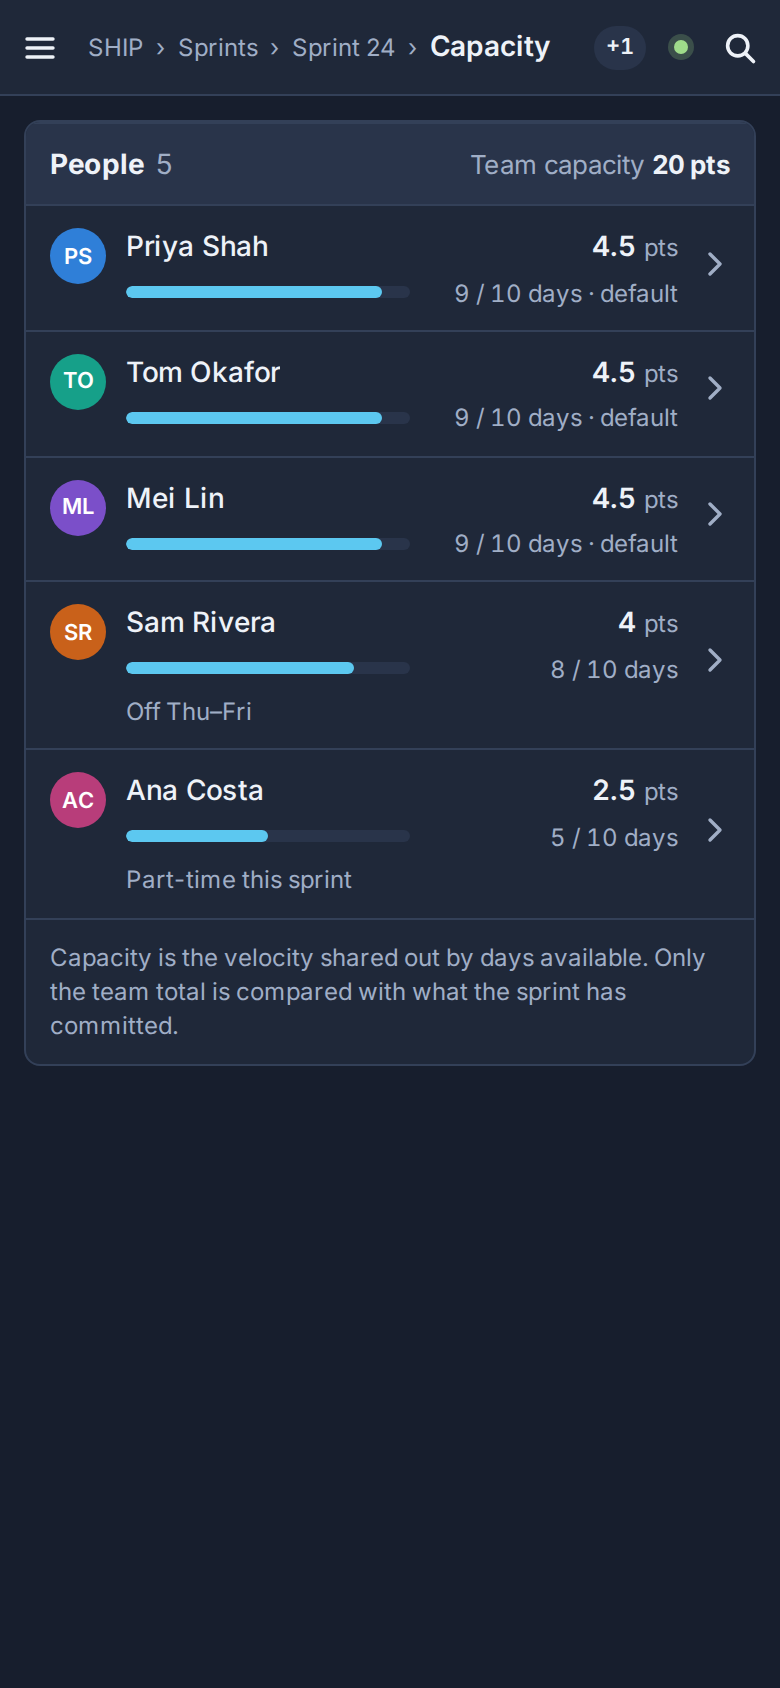 SHIP › Sprints › Sprint 24 › Capacity +1
People 5 Team capacity 20 pts
PS Priya Shah 4.5 pts
9 / 10 days · default
TO Tom Okafor 4.5 pts
9 / 10 days · default
ML Mei Lin 4.5 pts
9 / 10 days · default
SR Sam Rivera 4 pts
8 / 10 days
Off Thu–Fri
AC Ana Costa 2.5 pts
5 / 10 days
Part-time this sprint
Capacity is the velocity shared out by days available. Only
the team total is compared with what the sprint has
committed.